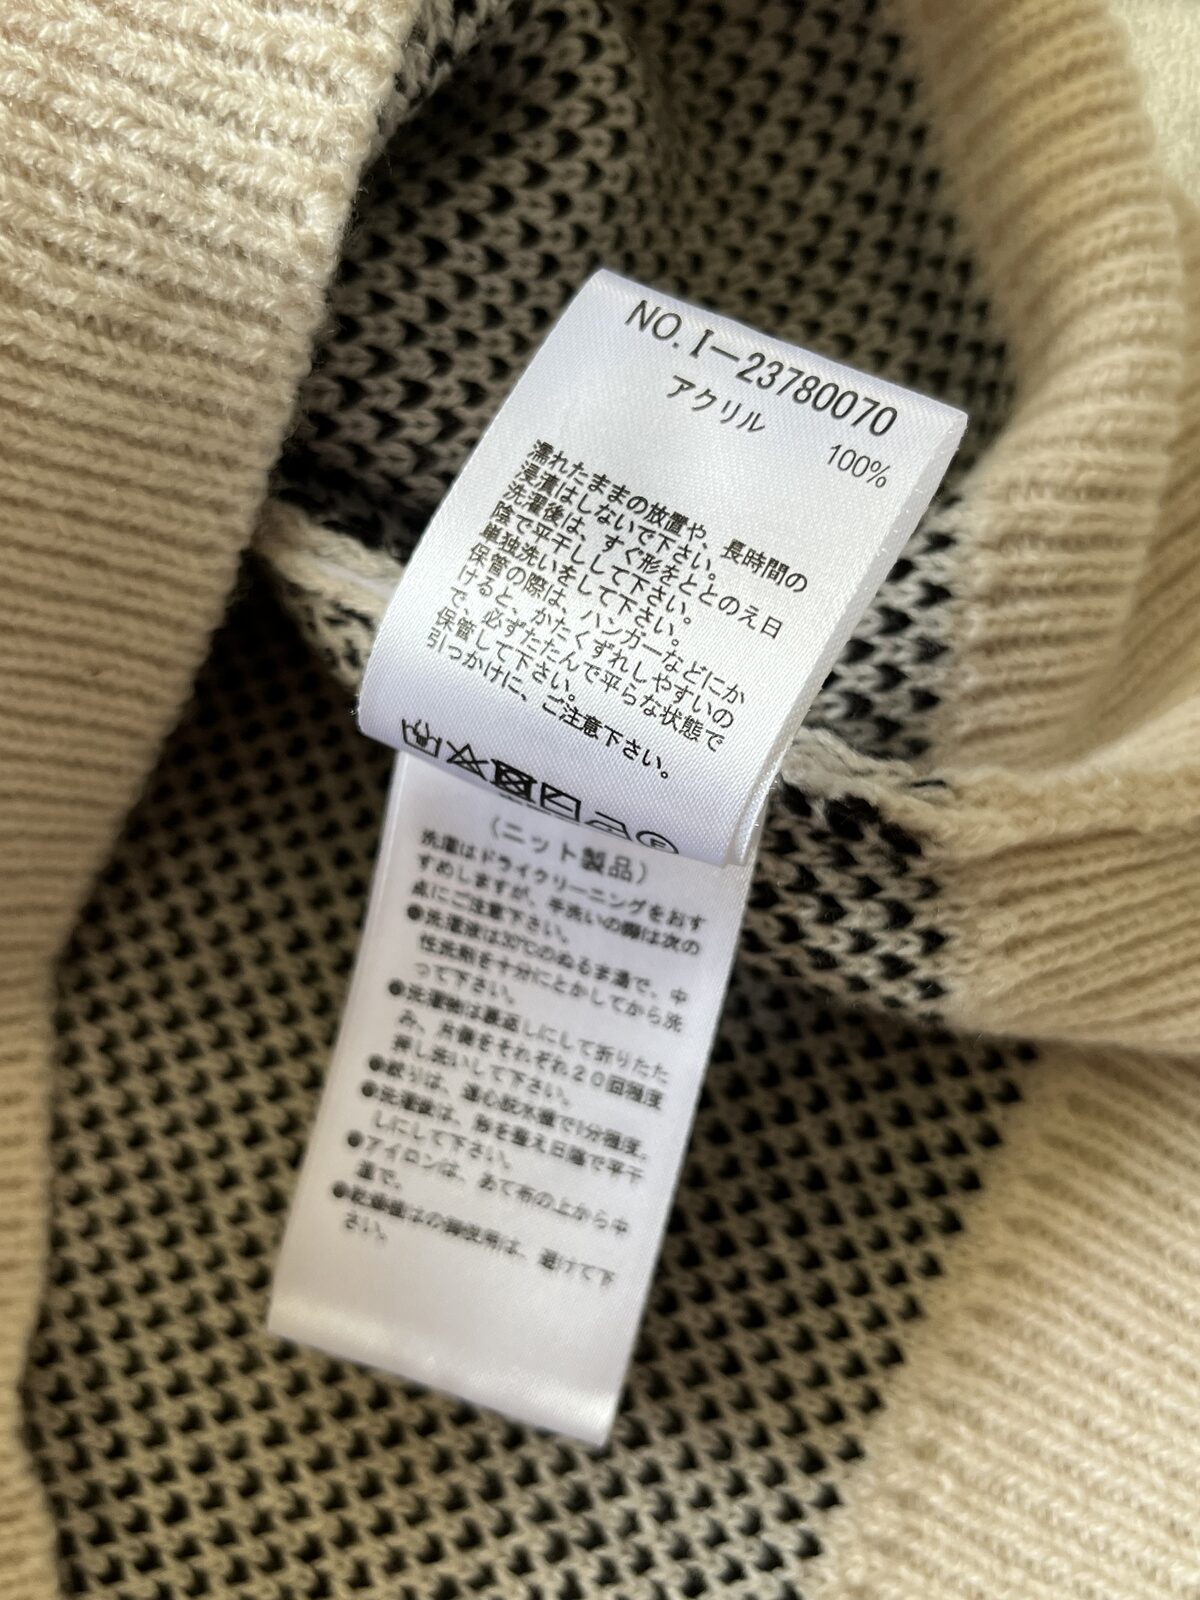 NO. I-23780070
アクリル 100%
濡れたままの放置や、長時間の
浸漬はしないで下さい。
洗濯後は、すぐ形をととのえ日
陰で平干しして下さい。
単独洗いをして下さい。
保管の際は、ハンガーなどにか
けると、かたくずれしやすいの
で、必ずたたんで平らな状態で
保管して下さい。
引っかけに、ご注意下さい。
(ニット製品)
洗濯はドライクリーニングをおす
すめしますが、手洗いの際は次の
点にご注意下さい。
●洗濯液は30℃のぬるま湯で、中
性洗剤を十分にとかしてから洗
って下さい。
●洗濯物は裏返しにして折りたた
み、片側をそれぞれ20回程度
押し洗いして下さい。
●絞りは、遠心脱水機で1分程度。
●洗濯後は、形を整え日陰で平干
しにして下さい。
●アイロンは、あて布の上から中
温で。
●乾燥機はの御使用は、避けて下
さい。